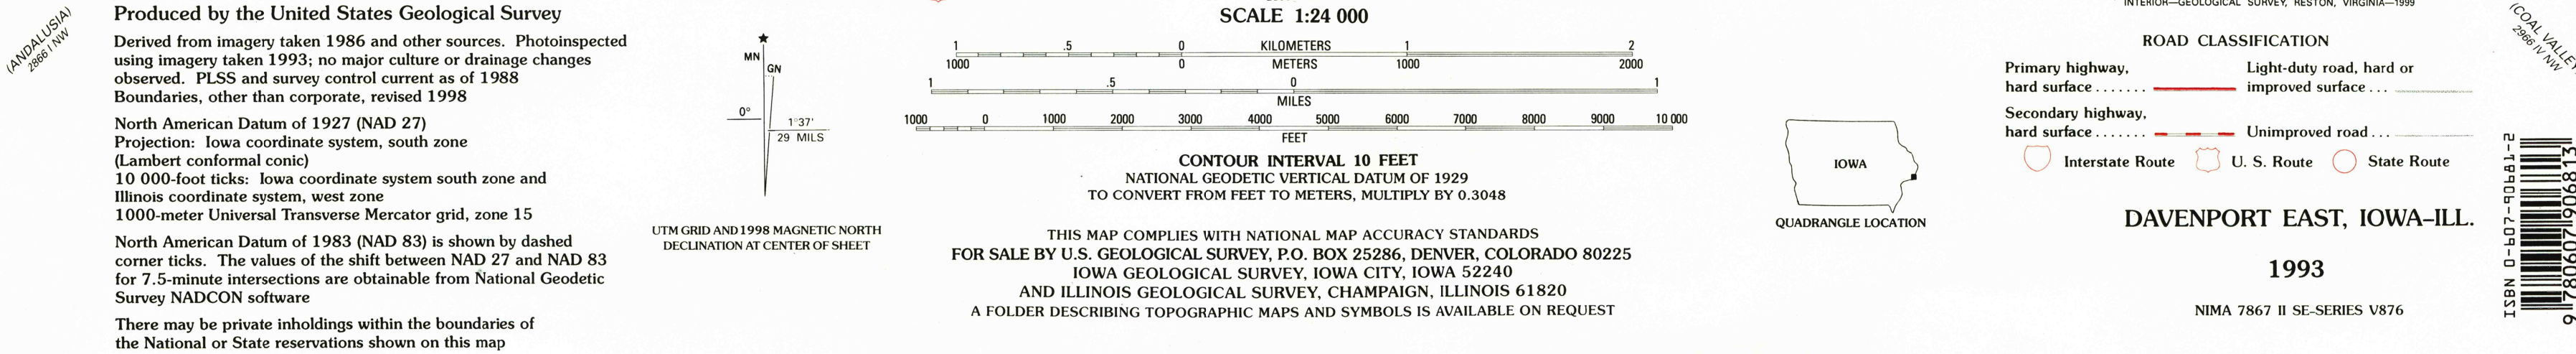 (ANDALUSIA)
2866 I NW
Produced by the United States Geological Survey
Derived from imagery taken 1986 and other sources. Photoinspected
using imagery taken 1993; no major culture or drainage changes
observed. PLSS and survey control current as of 1988
Boundaries, other than corporate, revised 1998
North American Datum of 1927 (NAD 27)
Projection: Iowa coordinate system, south zone
(Lambert conformal conic)
10 000-foot ticks: Iowa coordinate system south zone and
Illinois coordinate system, west zone
1000-meter Universal Transverse Mercator grid, zone 15
North American Datum of 1983 (NAD 83) is shown by dashed
corner ticks. The values of the shift between NAD 27 and NAD 83
for 7.5-minute intersections are obtainable from National Geodetic
Survey NADCON software
There may be private inholdings within the boundaries of
the National or State reservations shown on this map
MN
GN
0°
1°37'
29 MILS
UTM GRID AND 1998 MAGNETIC NORTH
DECLINATION AT CENTER OF SHEET
SCALE 1:24 000
1 .5 0 KILOMETERS 1 2
1000 0 METERS 1000 2000
1 .5 0 1
MILES
1000 0 1000 2000 3000 4000 5000 6000 7000 8000 9000 10 000
FEET
CONTOUR INTERVAL 10 FEET
NATIONAL GEODETIC VERTICAL DATUM OF 1929
TO CONVERT FROM FEET TO METERS, MULTIPLY BY 0.3048
THIS MAP COMPLIES WITH NATIONAL MAP ACCURACY STANDARDS
FOR SALE BY U.S. GEOLOGICAL SURVEY, P.O. BOX 25286, DENVER, COLORADO 80225
IOWA GEOLOGICAL SURVEY, IOWA CITY, IOWA 52240
AND ILLINOIS GEOLOGICAL SURVEY, CHAMPAIGN, ILLINOIS 61820
A FOLDER DESCRIBING TOPOGRAPHIC MAPS AND SYMBOLS IS AVAILABLE ON REQUEST
IOWA
QUADRANGLE LOCATION
INTERIOR—GEOLOGICAL SURVEY, RESTON, VIRGINIA—1999
ROAD CLASSIFICATION
Primary highway,
hard surface .......
Light-duty road, hard or
improved surface ...
Secondary highway,
hard surface .......
Unimproved road ...
Interstate Route
U. S. Route
State Route
DAVENPORT EAST, IOWA–ILL.
1993
NIMA 7867 II SE-SERIES V876
(COAL VALLEY)
2966 IV NW
ISBN 0-607-90681-2
9 780607 906813